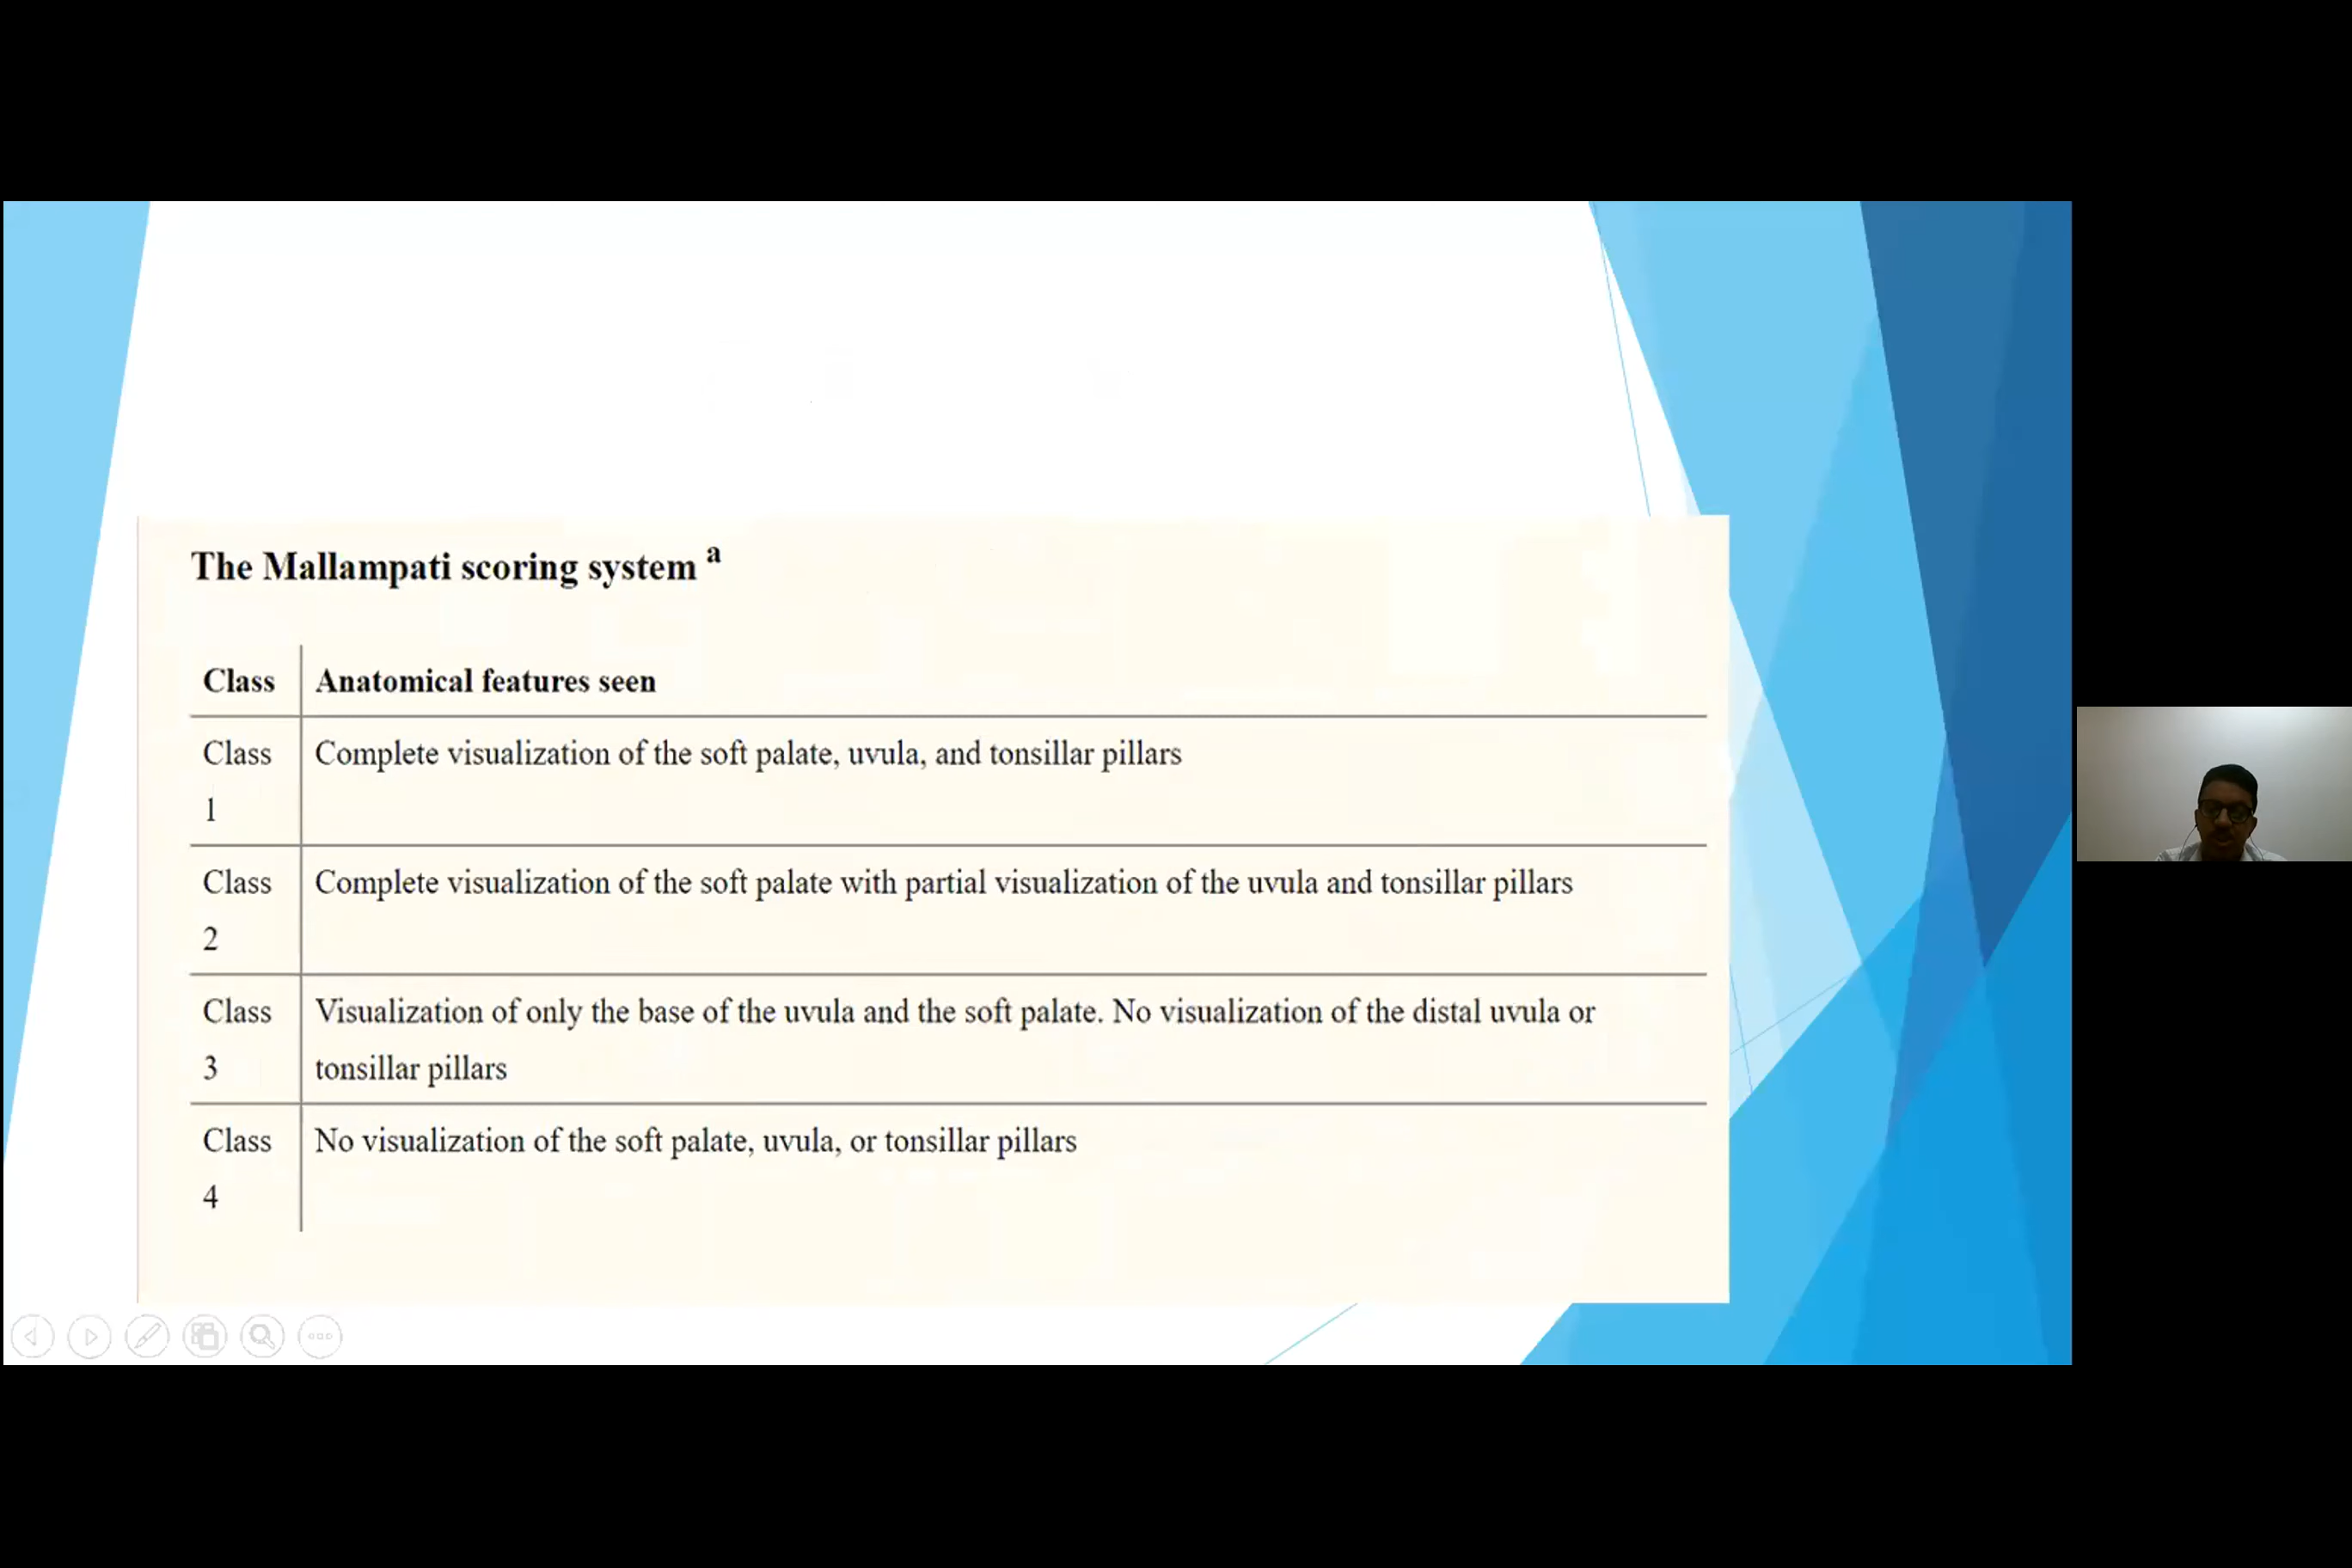 The Mallampati scoring system a
Class Anatomical features seen
Class 1 Complete visualization of the soft palate, uvula, and tonsillar pillars
Class 2 Complete visualization of the soft palate with partial visualization of the uvula and tonsillar pillars
Class 3 Visualization of only the base of the uvula and the soft palate. No visualization of the distal uvula or
tonsillar pillars
Class 4 No visualization of the soft palate, uvula, or tonsillar pillars